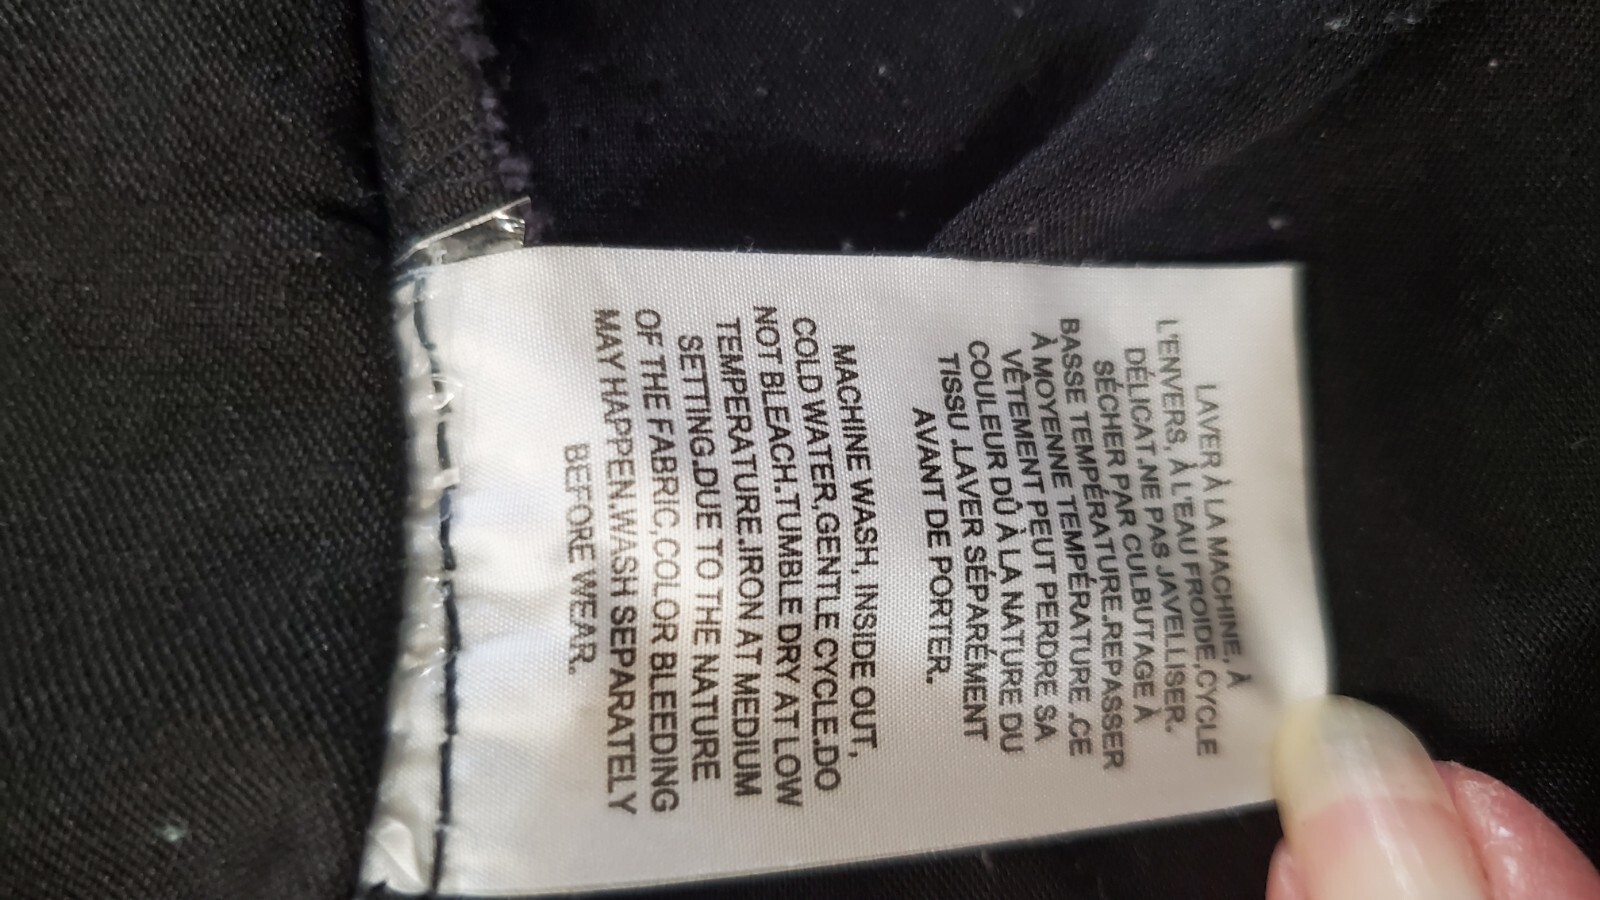 LAVER À LA MACHINE, À
L'ENVERS, À L'EAU FROIDE,CYCLE
DÉLICAT.NE PAS JAVELLISER.
SÉCHER PAR CULBUTAGE À
BASSE TEMPÉRATURE.REPASSER
À MOYENNE TEMPÉRATURE .CE
VÊTEMENT PEUT PERDRE SA
COULEUR DÛ À LA NATURE DU
TISSU .LAVER SÉPARÉMENT
AVANT DE PORTER.
MACHINE WASH, INSIDE OUT,
COLD WATER,GENTLE CYCLE.DO
NOT BLEACH.TUMBLE DRY AT LOW
TEMPERATURE.IRON AT MEDIUM
SETTING.DUE TO THE NATURE
OF THE FABRIC,COLOR BLEEDING
MAY HAPPEN.WASH SEPARATELY
BEFORE WEAR.